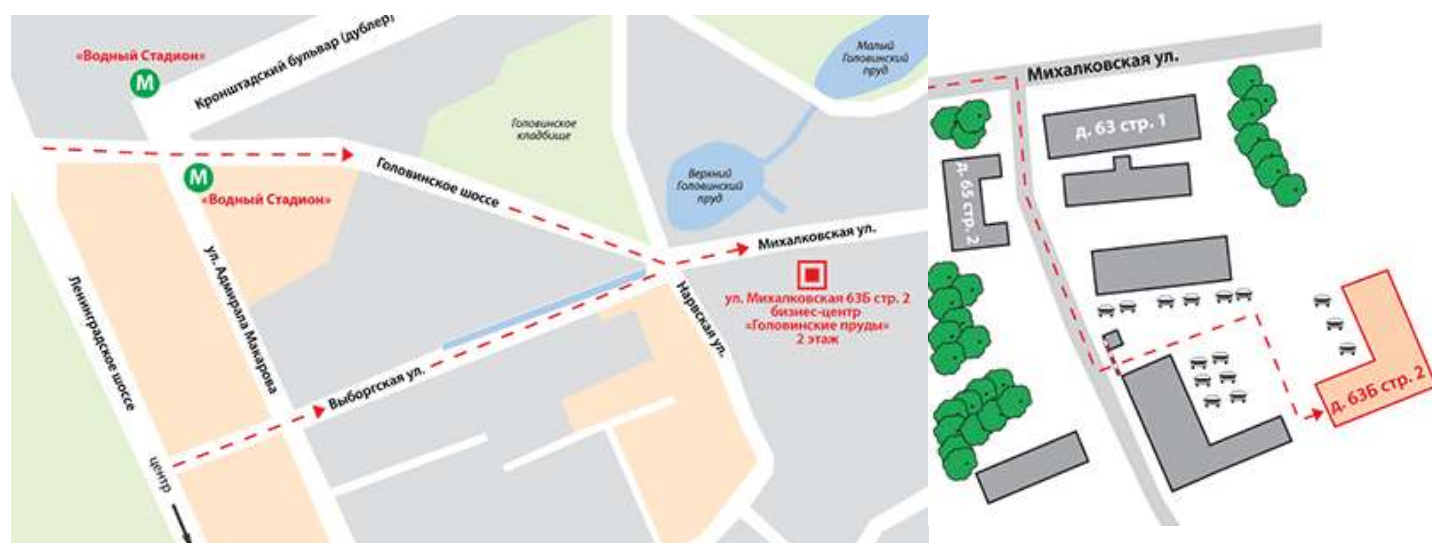 «Водный Стадион»
М
Кронштадский бульвар (дублер)
Малый
Головинский
пруд
Головинское
кладбище
Головинское шоссе
М
«Водный Стадион»
Верхний
Головинский
пруд
Михалковская ул.
ул. Михалковская 63Б стр. 2
бизнес-центр
«Головинские пруды»
2 этаж
Ленинградское шоссе
ул. Адмирала Макарова
Нарвская ул.
Выборгская ул.
центр
Михалковская ул.
д. 63 стр. 1
д. 65 стр. 2
д. 63Б стр. 2